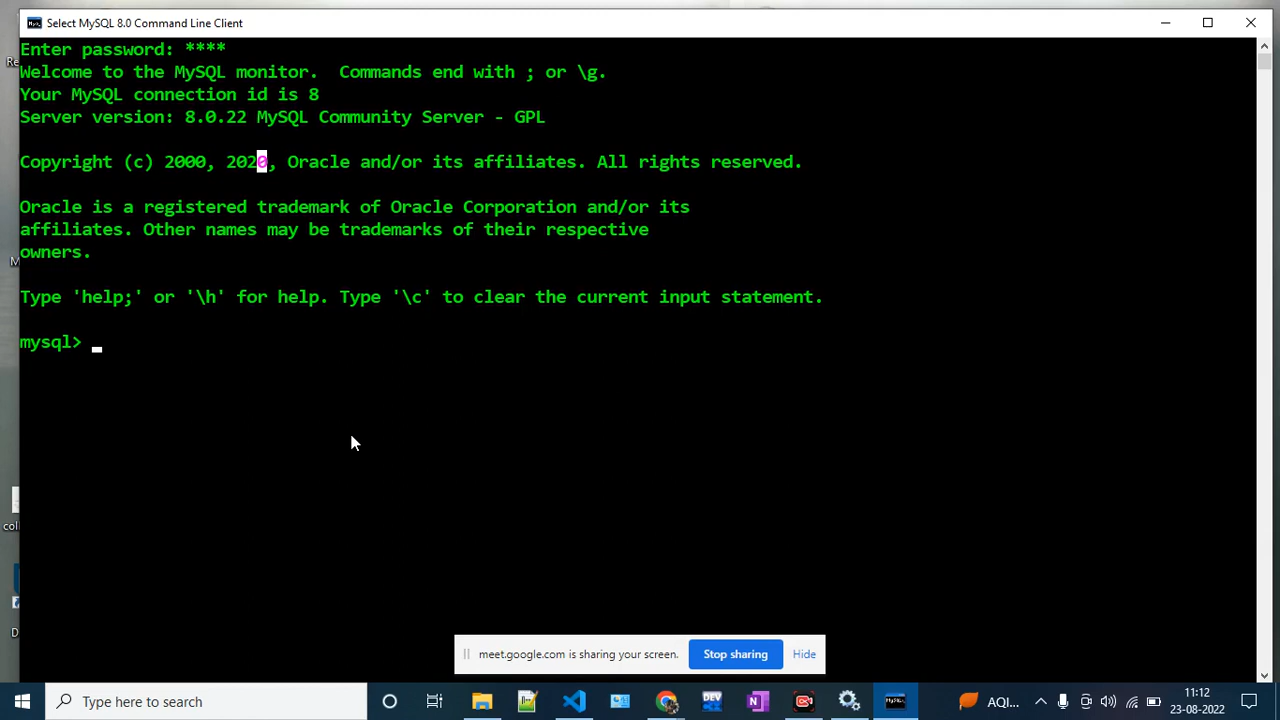 Select MySQL 8.0 Command Line Client
Enter password: ****
Welcome to the MySQL monitor.  Commands end with ; or \g.
Your MySQL connection id is 8
Server version: 8.0.22 MySQL Community Server - GPL
Copyright (c) 2000, 2020, Oracle and/or its affiliates. All rights reserved.
Oracle is a registered trademark of Oracle Corporation and/or its
affiliates. Other names may be trademarks of their respective
owners.
Type 'help;' or '\h' for help. Type '\c' to clear the current input statement.
mysql>
meet.google.com is sharing your screen.
Stop sharing
Hide
Type here to search
DEV
AQI...
11:12
23-08-2022